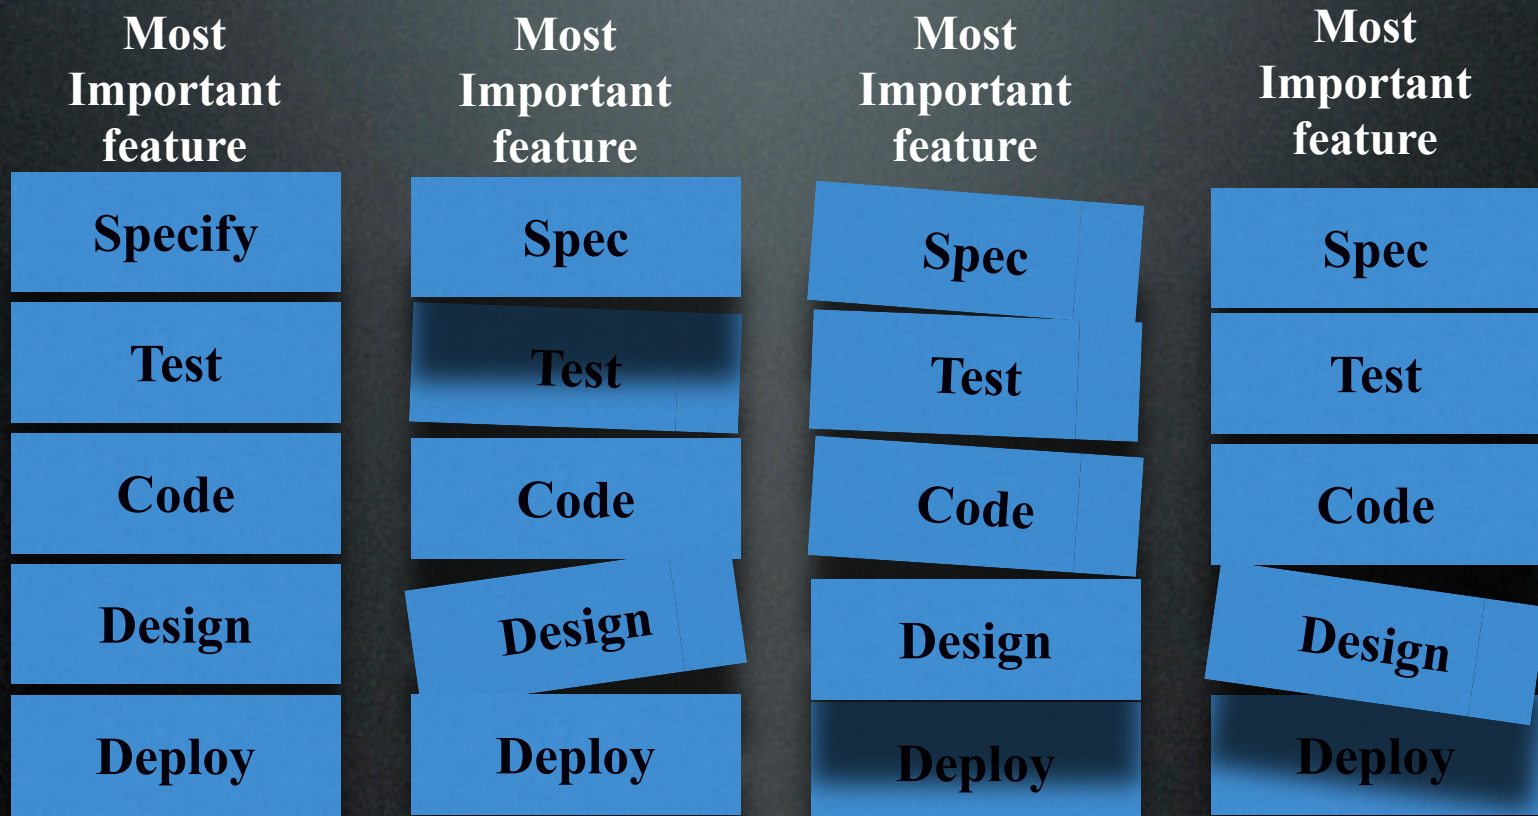 Most
Important
feature
Specify
Test
Code
Design
Deploy
Most
Important
feature
Spec
Test
Code
Design
Deploy
Most
Important
feature
Spec
Test
Code
Design
Deploy
Most
Important
feature
Spec
Test
Code
Design
Deploy